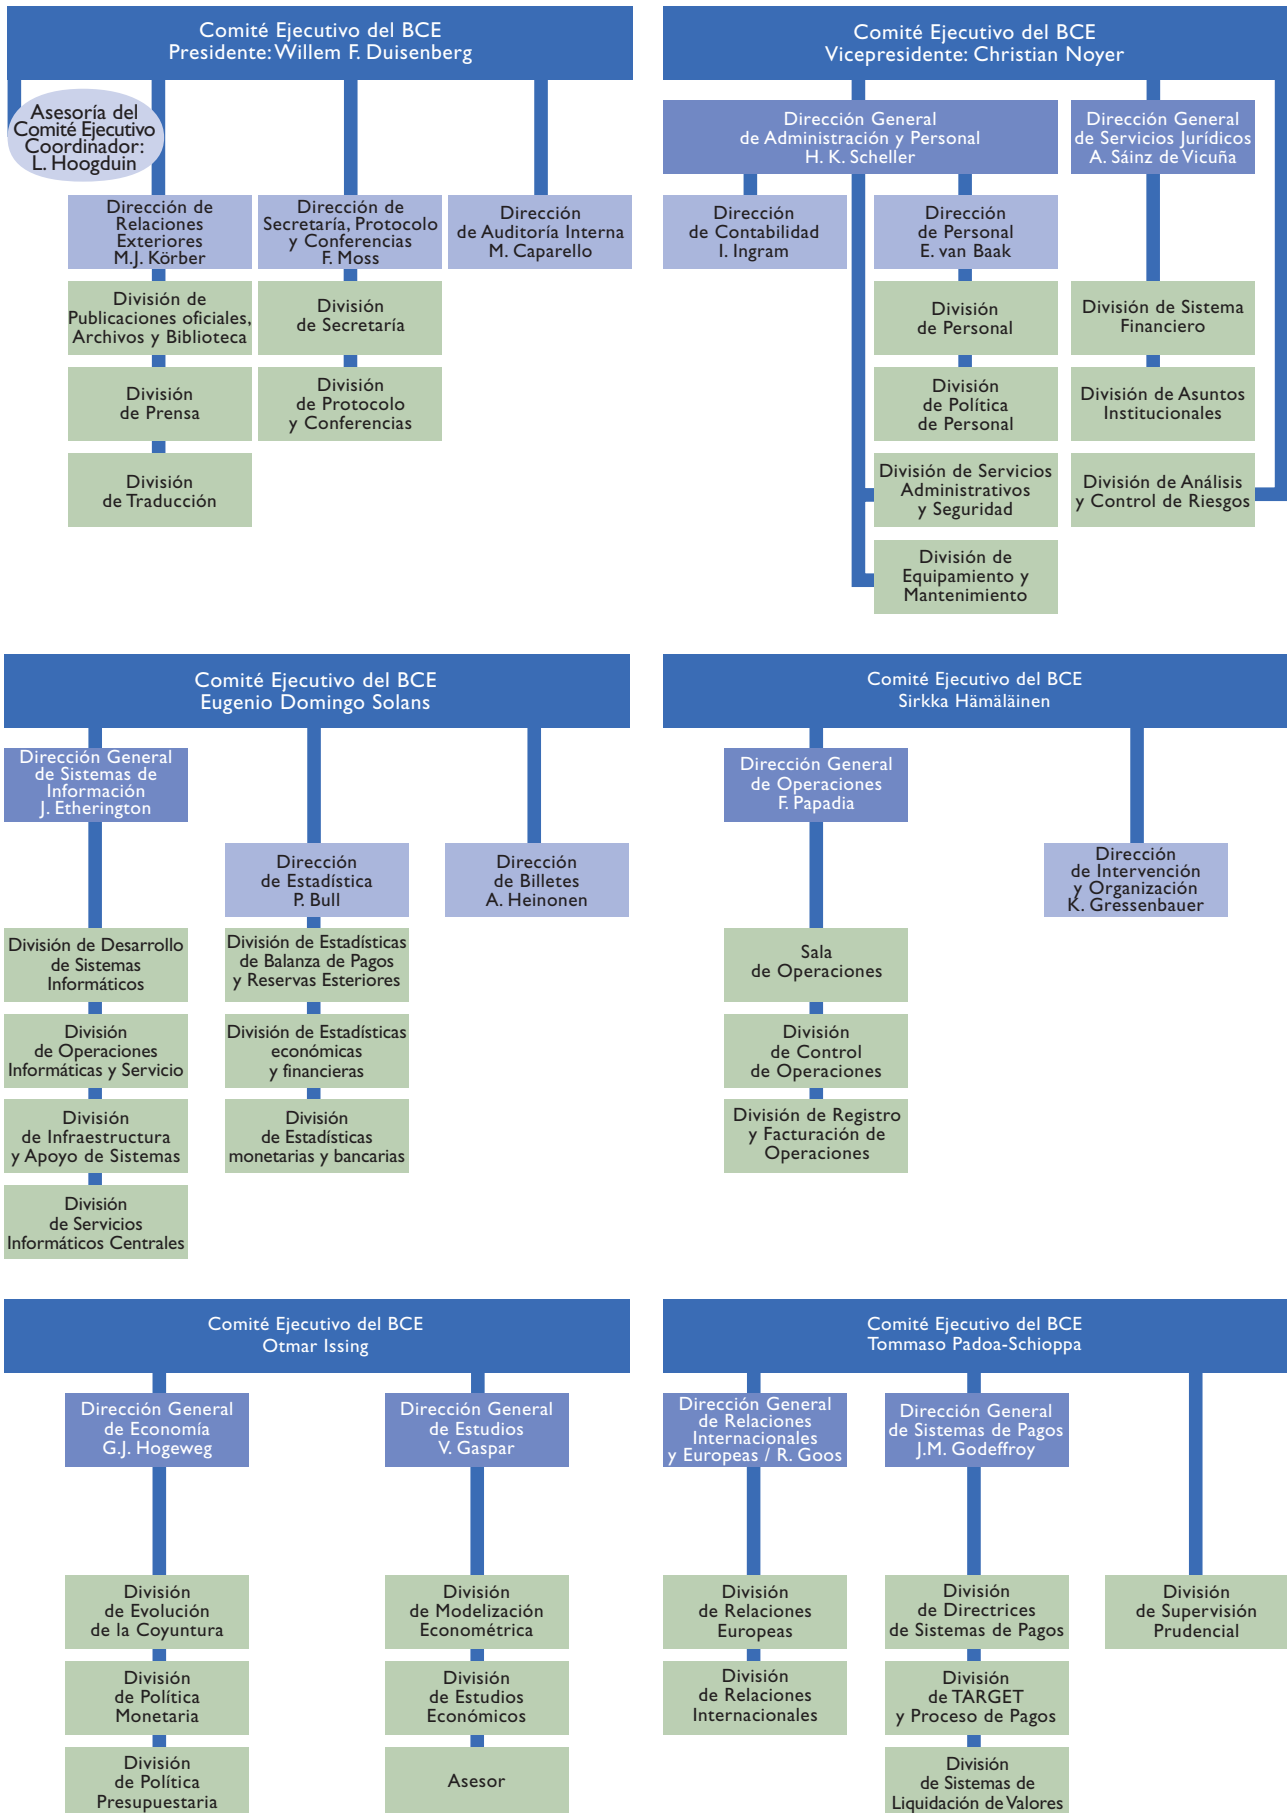 Comité Ejecutivo del BCE
Presidente: Willem F. Duisenberg
Asesoría del
Comité Ejecutivo
Coordinador:
L. Hoogduin
Dirección de
Relaciones
Exteriores
M.J. Körber
Dirección de
Secretaría, Protocolo
y Conferencias
F. Moss
Dirección
de Auditoría Interna
M. Caparello
División de
Publicaciones oficiales,
Archivos y Biblioteca
División
de Secretaría
División
de Prensa
División
de Protocolo
y Conferencias
División
de Traducción
Comité Ejecutivo del BCE
Vicepresidente: Christian Noyer
Dirección General
de Administración y Personal
H. K. Scheller
Dirección General
de Servicios Jurídicos
A. Sáinz de Vicuña
Dirección
de Contabilidad
I. Ingram
Dirección
de Personal
E. van Baak
División
de Personal
División de Sistema
Financiero
División
de Política
de Personal
División de Asuntos
Institucionales
División de Servicios
Administrativos
y Seguridad
División de Análisis
y Control de Riesgos
División de
Equipamiento y
Mantenimiento
Comité Ejecutivo del BCE
Eugenio Domingo Solans
Dirección General
de Sistemas de
Información
J. Etherington
Dirección
de Estadística
P. Bull
Dirección
de Billetes
A. Heinonen
División de Desarrollo
de Sistemas
Informáticos
División de Estadísticas
de Balanza de Pagos
y Reservas Exteriores
División
de Operaciones
Informáticas y Servicio
División de Estadísticas
económicas
y financieras
División
de Infraestructura
y Apoyo de Sistemas
División
de Estadísticas
monetarias y bancarias
División
de Servicios
Informáticos Centrales
Comité Ejecutivo del BCE
Sirkka Hämäläinen
Dirección General
de Operaciones
F. Papadia
Dirección
de Intervención
y Organización
K. Gressenbauer
Sala
de Operaciones
División
de Control
de Operaciones
División de Registro
y Facturación de
Operaciones
Comité Ejecutivo del BCE
Otmar Issing
Dirección General
de Economía
G.J. Hogeweg
Dirección General
de Estudios
V. Gaspar
División
de Evolución
de la Coyuntura
División
de Modelización
Econométrica
División
de Política
Monetaria
División
de Estudios
Económicos
División
de Política
Presupuestaria
Asesor
Comité Ejecutivo del BCE
Tommaso Padoa-Schioppa
Dirección General
de Relaciones
Internacionales
y Europeas / R. Goos
Dirección General
de Sistemas de Pagos
J.M. Godeffroy
División
de Relaciones
Europeas
División
de Directrices
de Sistemas de Pagos
División
de Supervisión
Prudencial
División
de Relaciones
Internacionales
División
de TARGET
y Proceso de Pagos
División
de Sistemas de
Liquidación de Valores